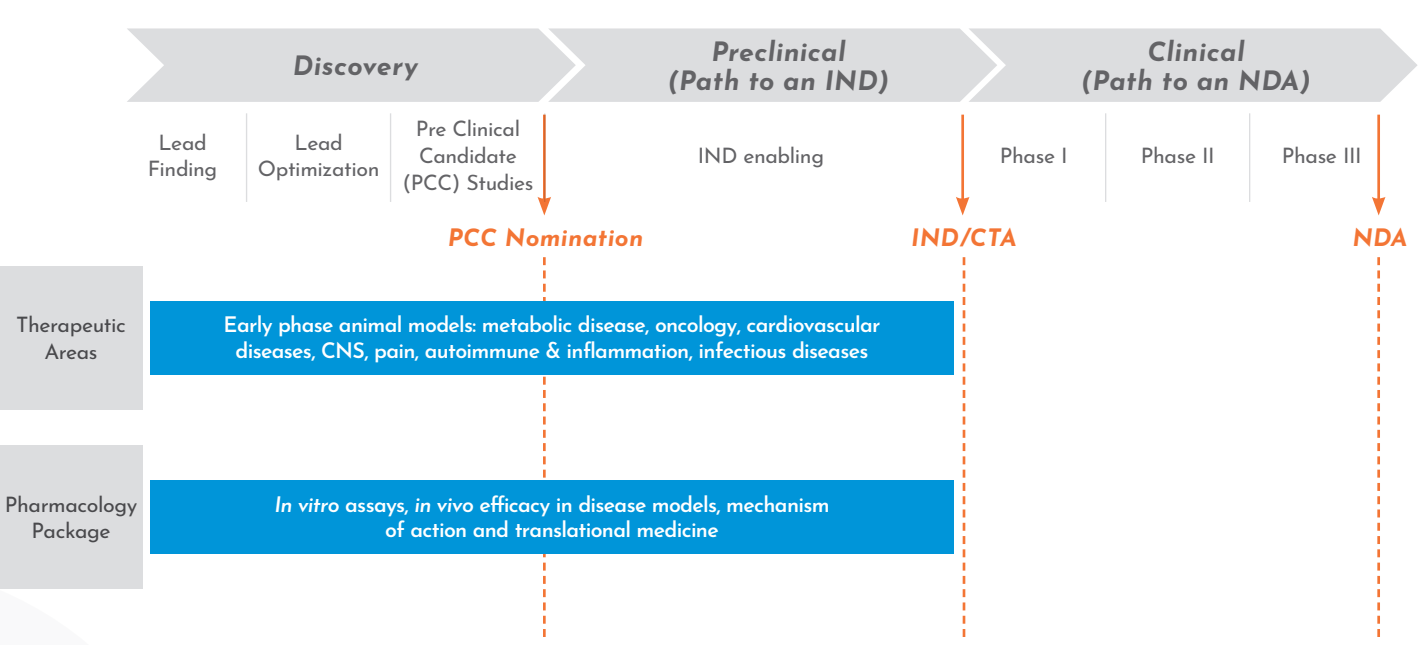 Discovery
Preclinical
(Path to an IND)
Clinical
(Path to an NDA)
Lead
Finding
Lead
Optimization
Pre Clinical
Candidate
(PCC) Studies
IND enabling
Phase I
Phase II
Phase III
PCC Nomination
IND/CTA
NDA
Therapeutic
Areas
Early phase animal models: metabolic disease, oncology, cardiovascular
diseases, CNS, pain, autoimmune & inflammation, infectious diseases
Pharmacology
Package
In vitro assays, in vivo efficacy in disease models, mechanism
of action and translational medicine